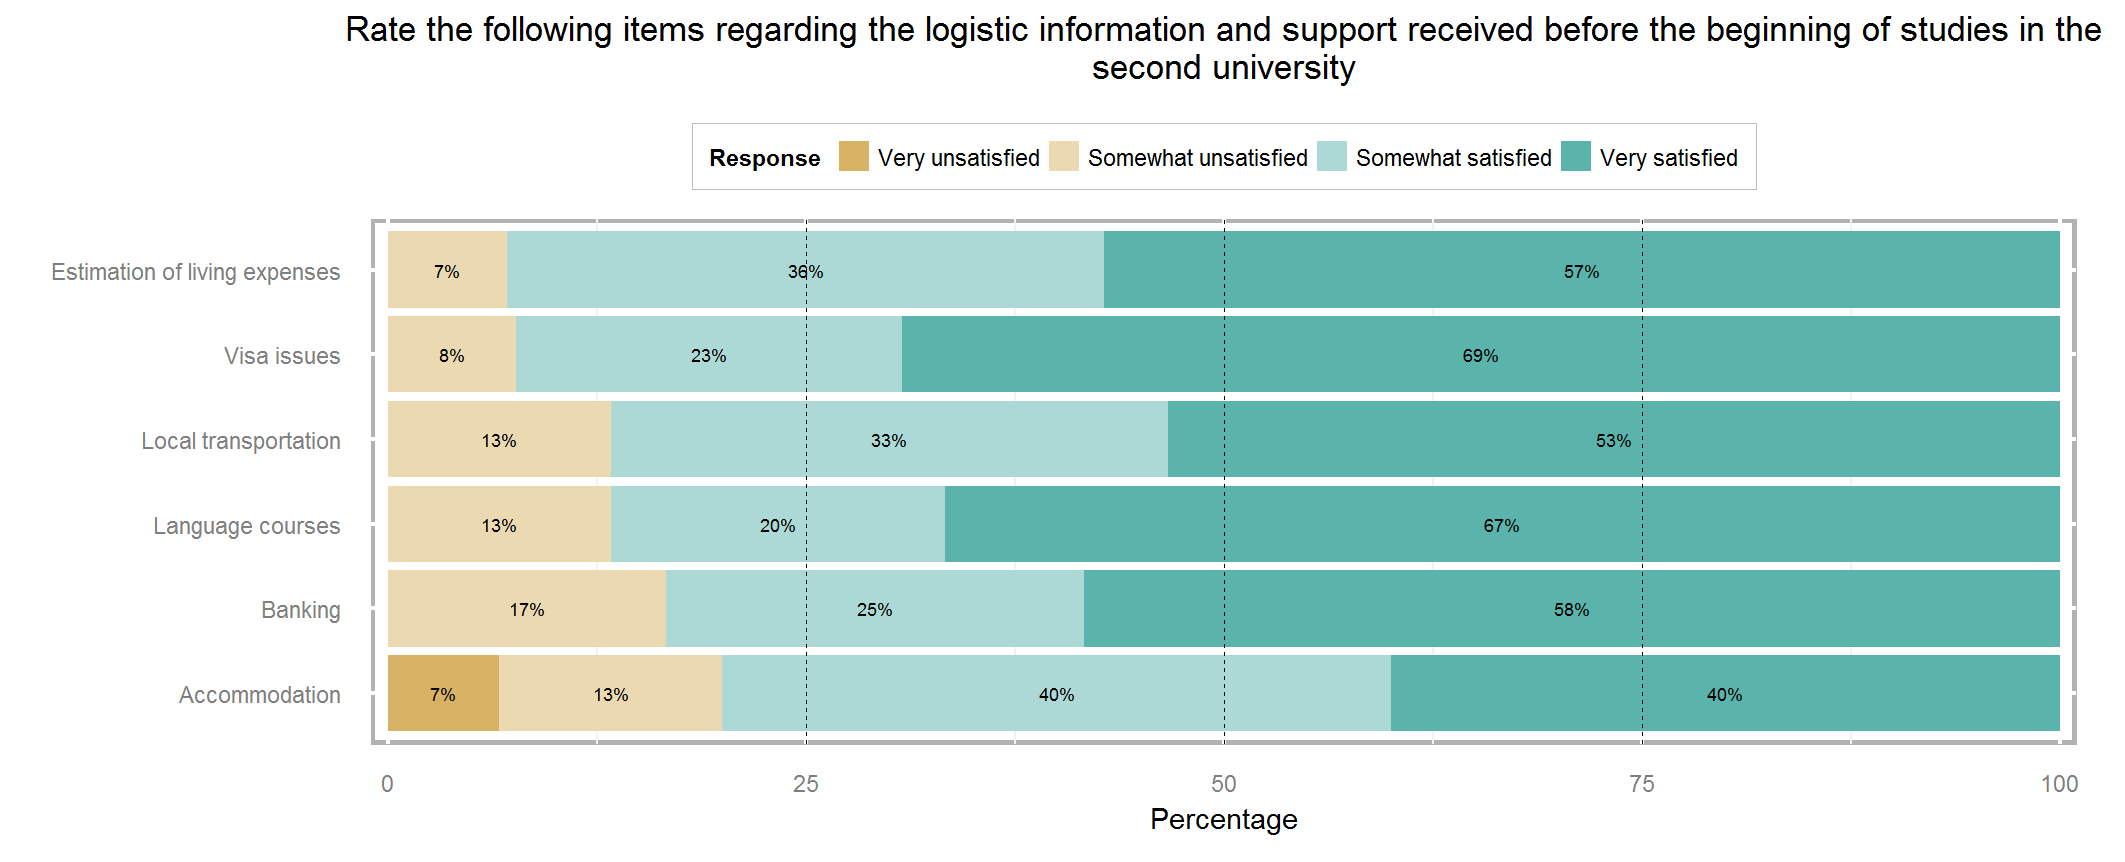 Rate the following items regarding the logistic information and support received before the beginning of studies in the
second university
Response Very unsatisfied Somewhat unsatisfied Somewhat satisfied Very satisfied
Estimation of living expenses 7% 36% 57%
Visa issues 8% 23% 69%
Local transportation 13% 33% 53%
Language courses 13% 20% 67%
Banking 17% 25% 58%
Accommodation 7% 13% 40% 40%
0 25 50 75 100
Percentage